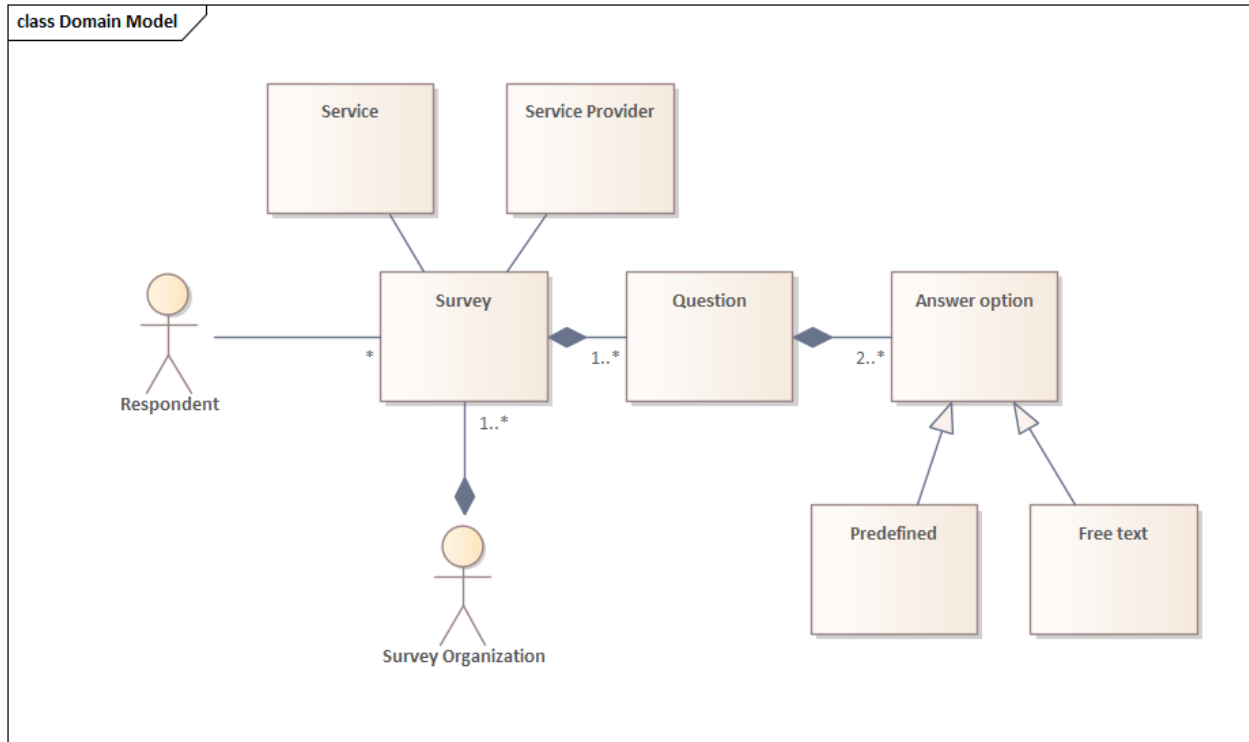 class Domain Model
Service
Service Provider
Survey
Question
Answer option
*
1..*
2..*
Respondent
1..*
Predefined
Free text
Survey Organization